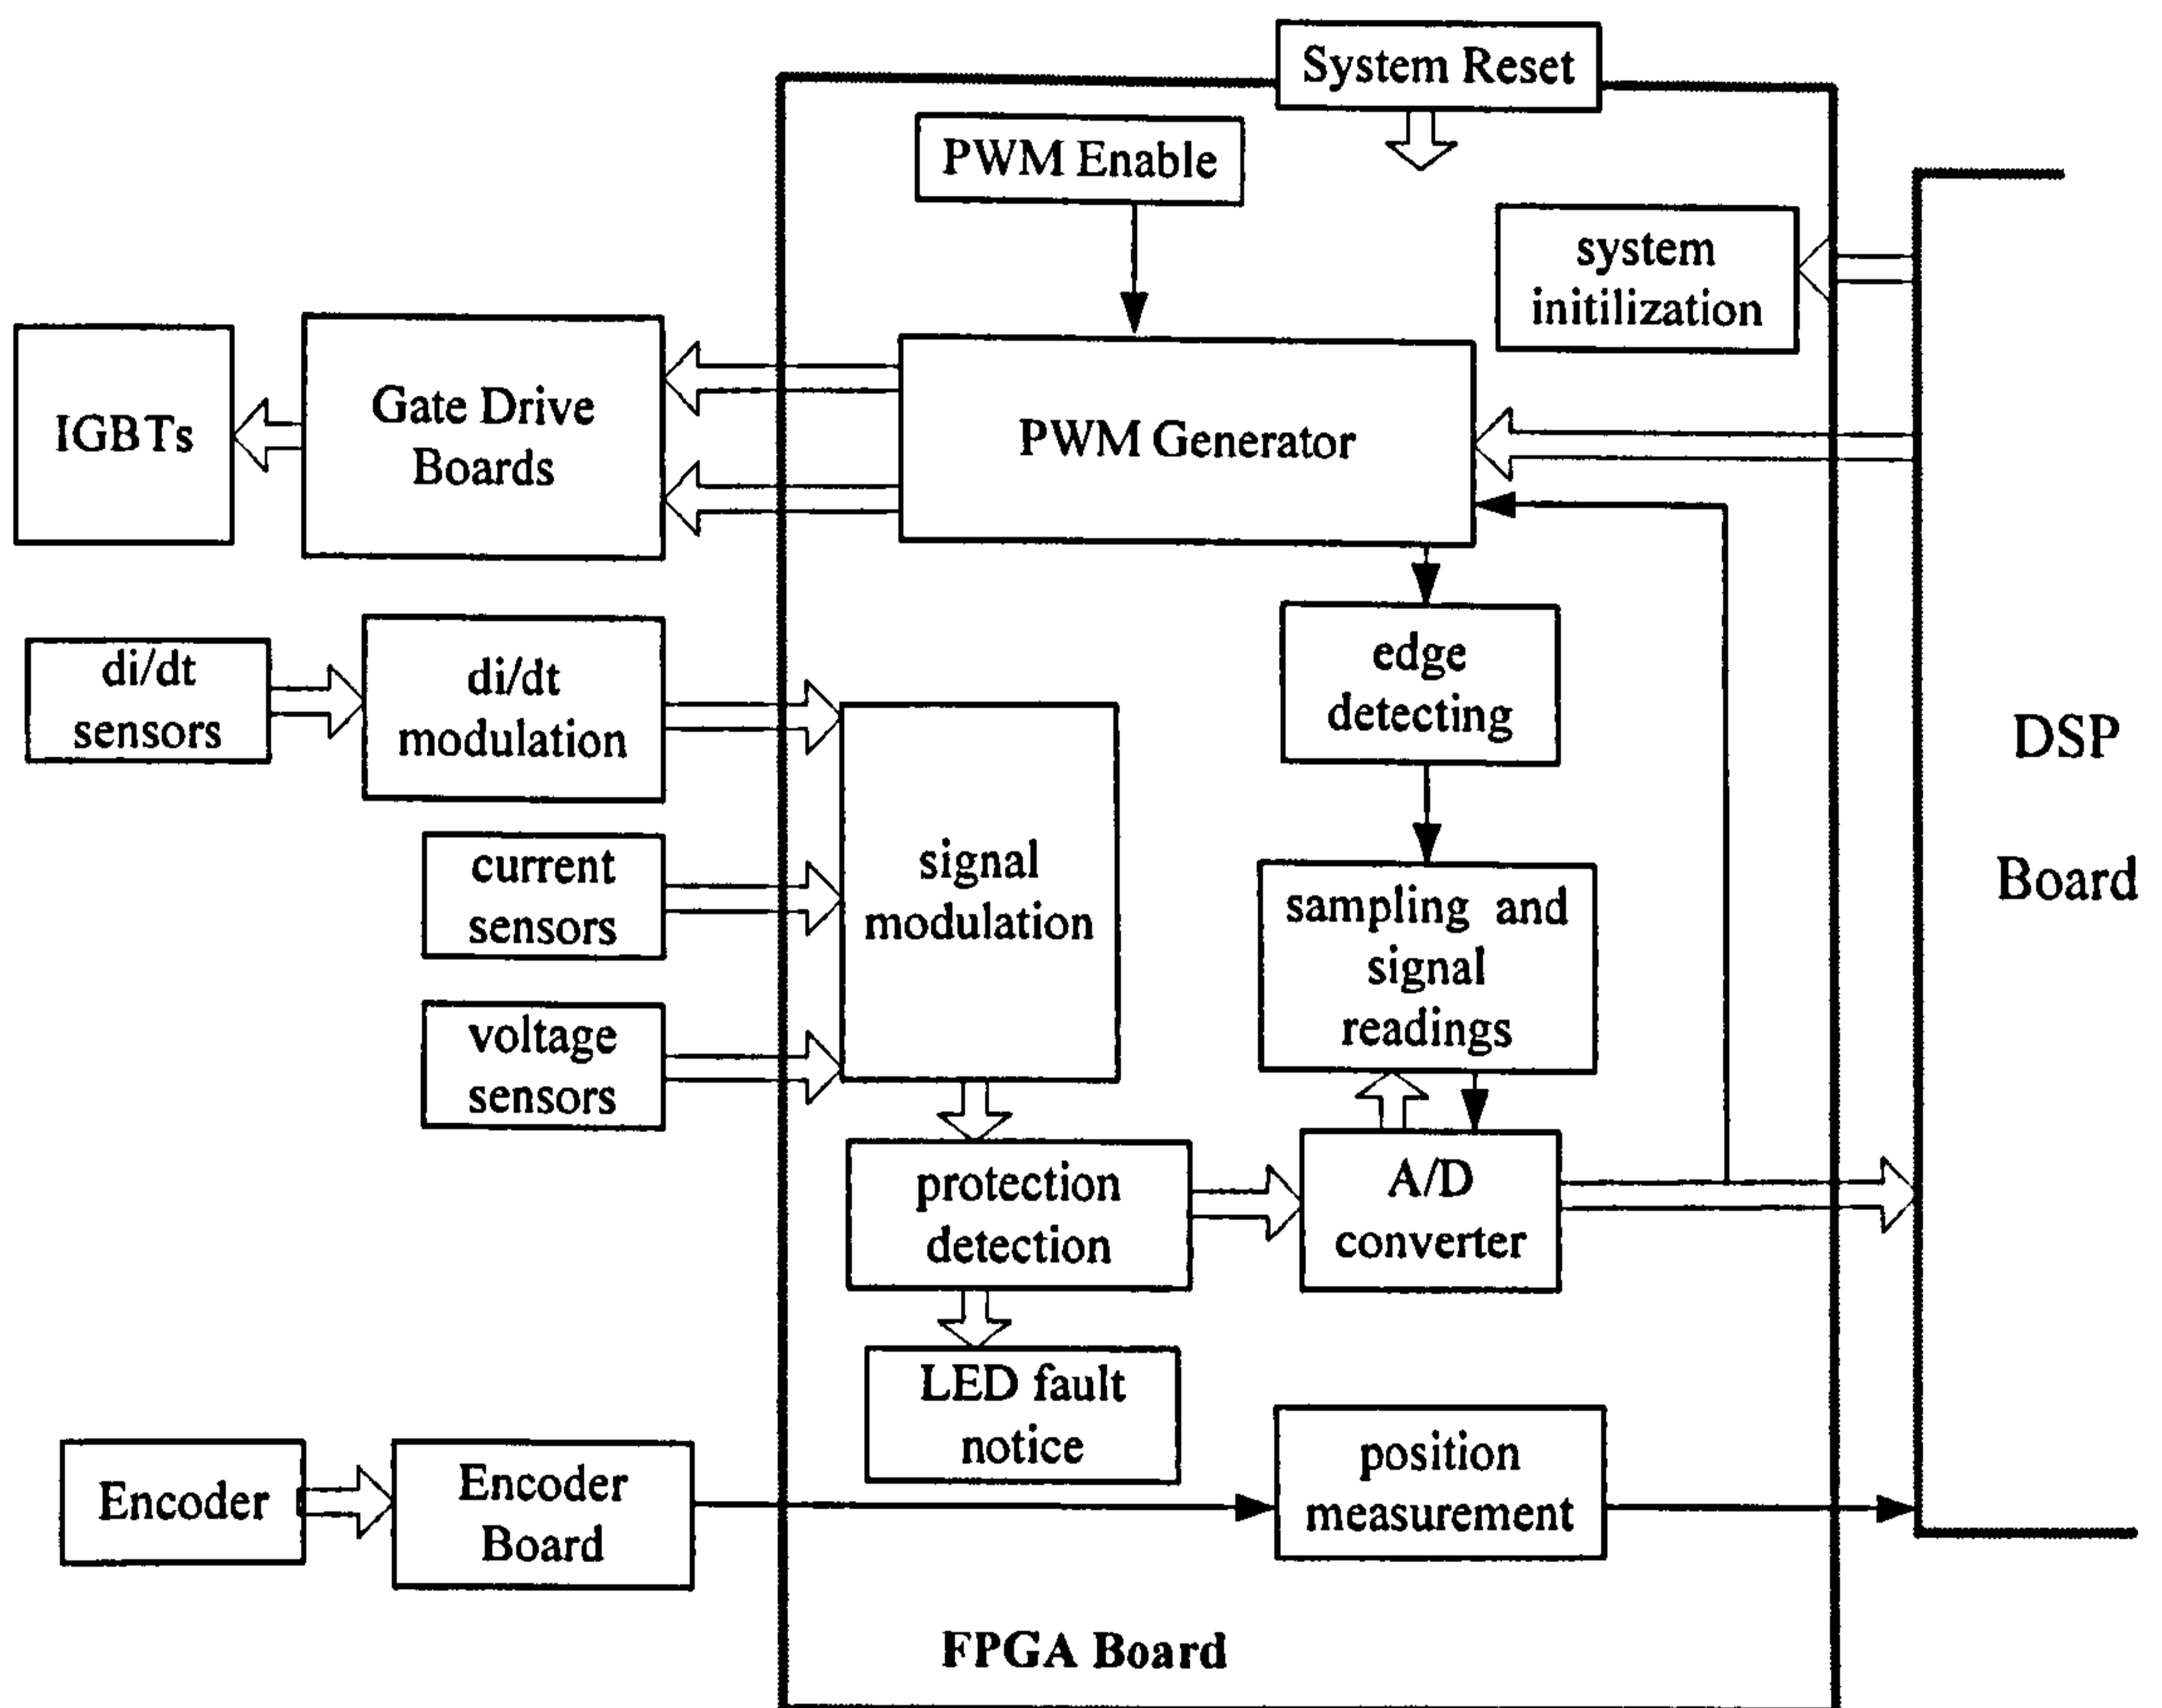 System Reset
PWM Enable
system
initilization
IGBTs
Gate Drive
Boards
PWM Generator
di/dt
sensors
di/dt
modulation
edge
detecting
signal
modulation
current
sensors
sampling and
signal
readings
DSP
Board
voltage
sensors
protection
detection
A/D
converter
LED fault
notice
Encoder
Encoder
Board
position
measurement
FPGA Board